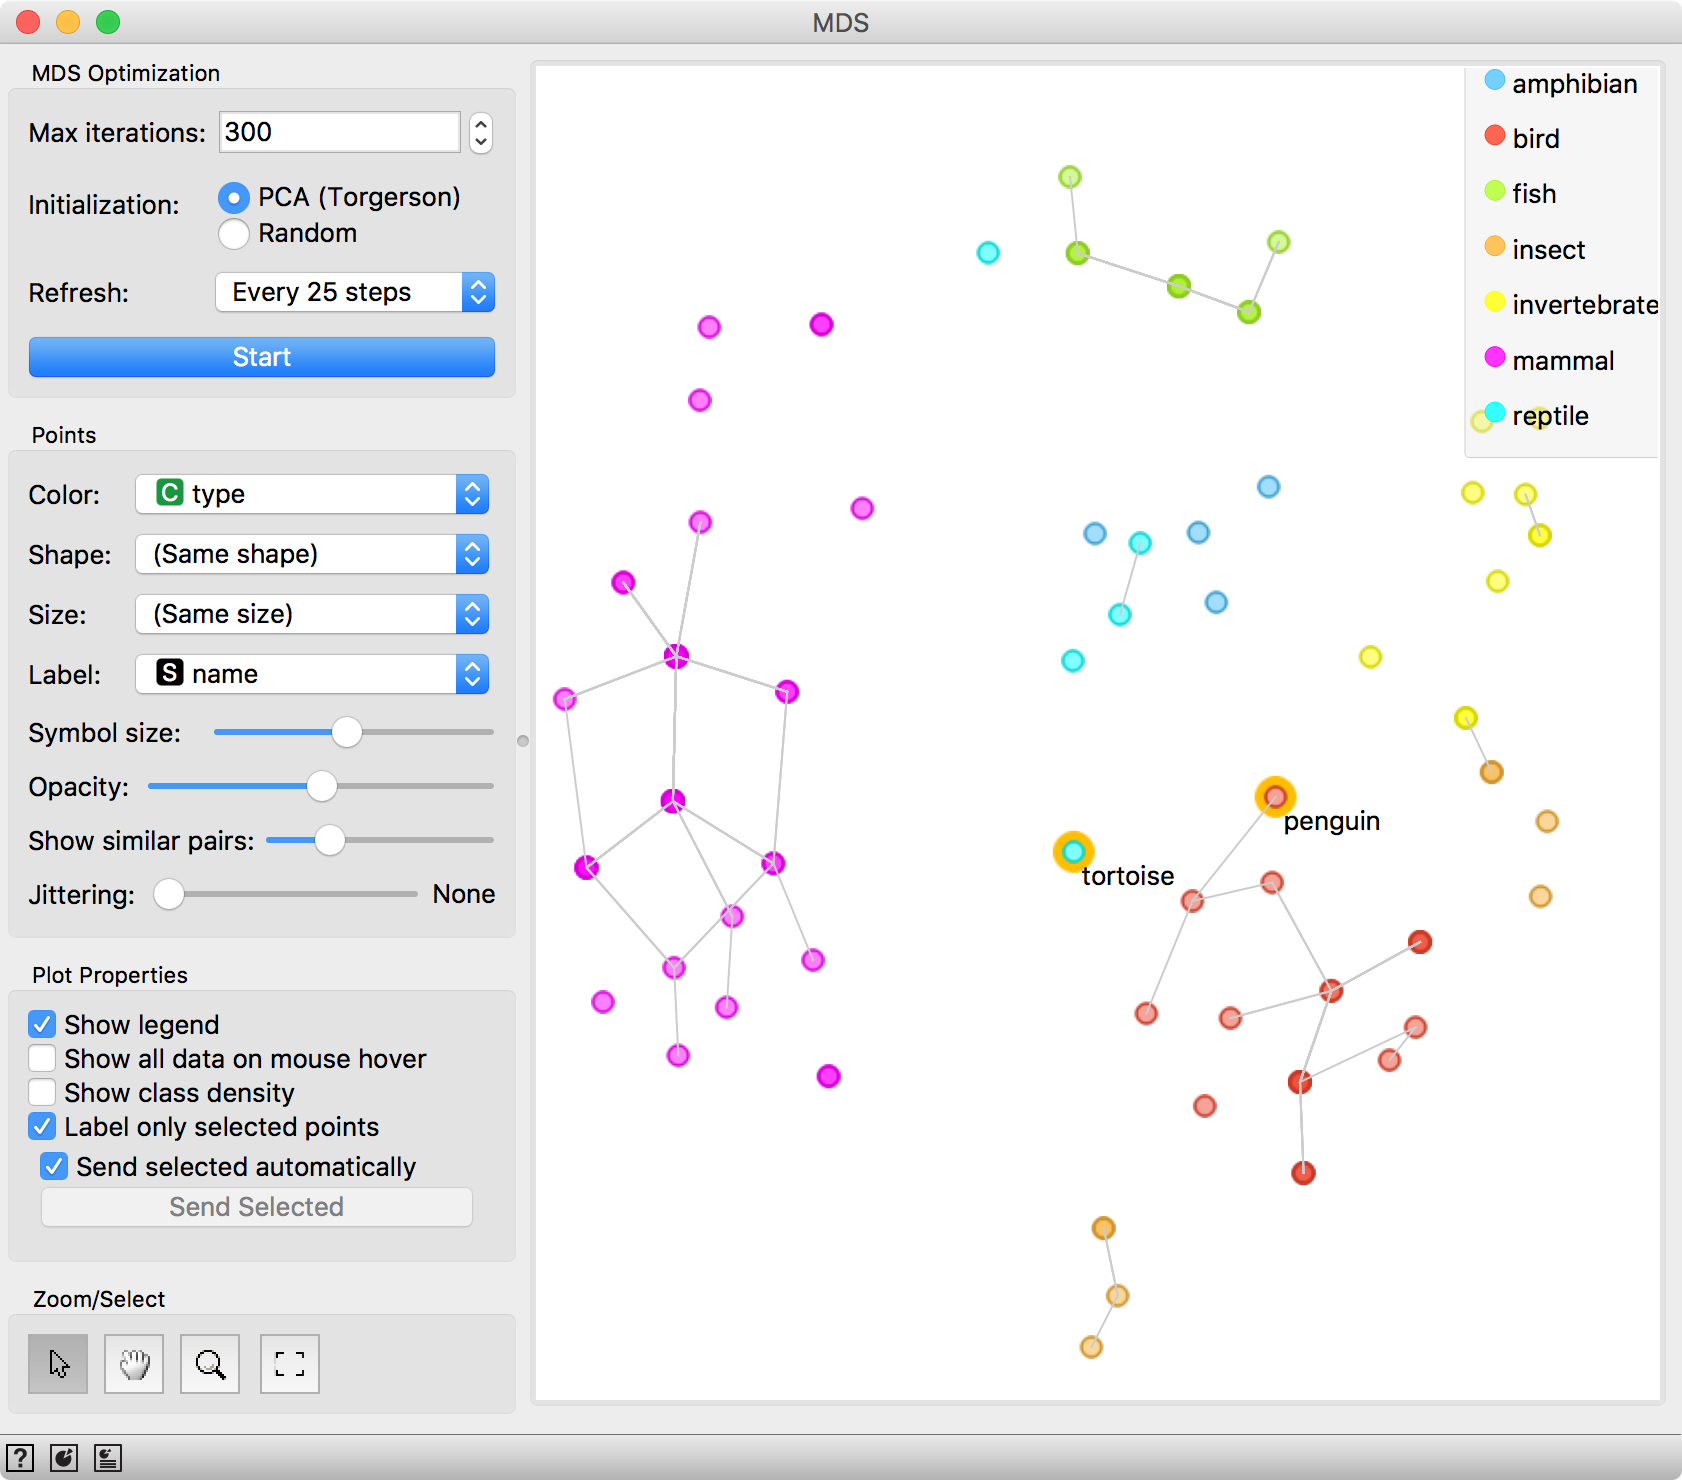 MDS
MDS Optimization
Max iterations: 300
Initialization: PCA (Torgerson)
Random
Refresh: Every 25 steps
Start
Points
Color: C type
Shape: (Same shape)
Size: (Same size)
Label: S name
Symbol size:
Opacity:
Show similar pairs:
Jittering: None
Plot Properties
Show legend
Show all data on mouse hover
Show class density
Label only selected points
Send selected automatically
Send Selected
Zoom/Select
?
amphibian
bird
fish
insect
invertebrate
mammal
reptile
penguin
tortoise